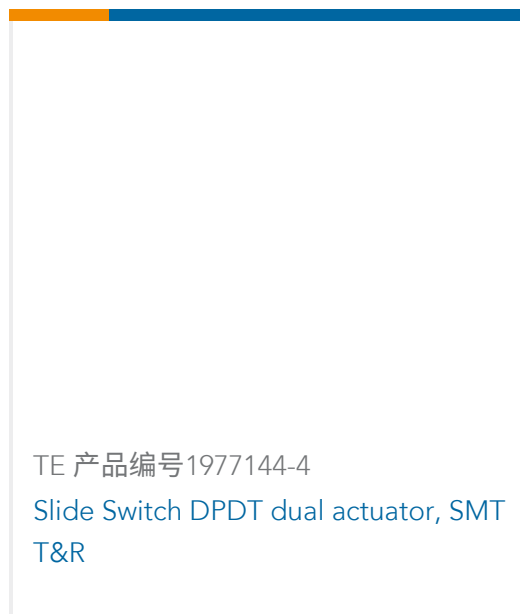 TE 产品编号1977144-4
Slide Switch DPDT dual actuator, SMT
T&R